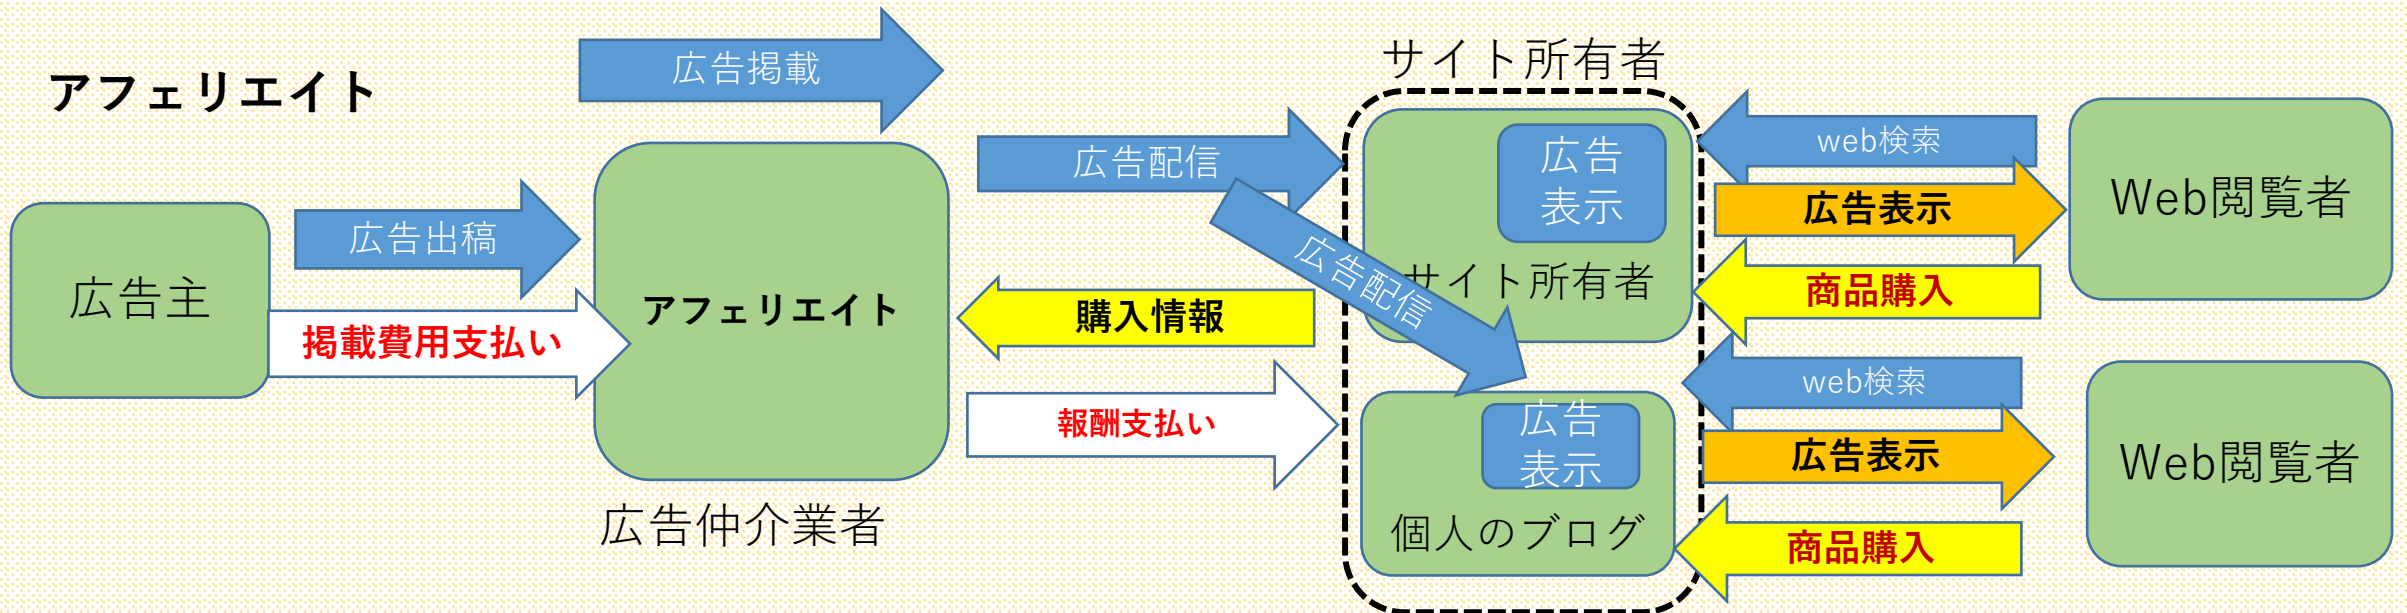 アフェリエイト
広告掲載
広告主
広告出稿
掲載費用支払い
アフェリエイト
広告仲介業者
広告配信
広告配信
購入情報
報酬支払い
サイト所有者
広告
表示
サイト所有者
広告
表示
個人のブログ
web検索
広告表示
商品購入
web検索
広告表示
商品購入
Web閲覧者
Web閲覧者